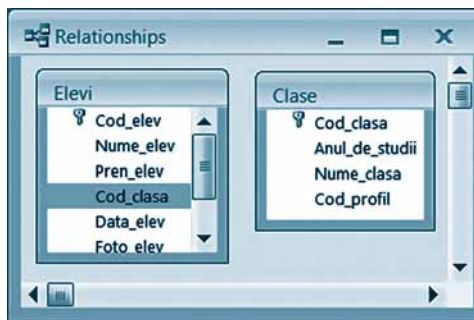 Relationships
Elevi
Cod_elev
Nume_elev
Pren_elev
Cod_clasa
Data_elev
Foto_elev
Clase
Cod_clasa
Anul_de_studii
Nume_clasa
Cod_profil